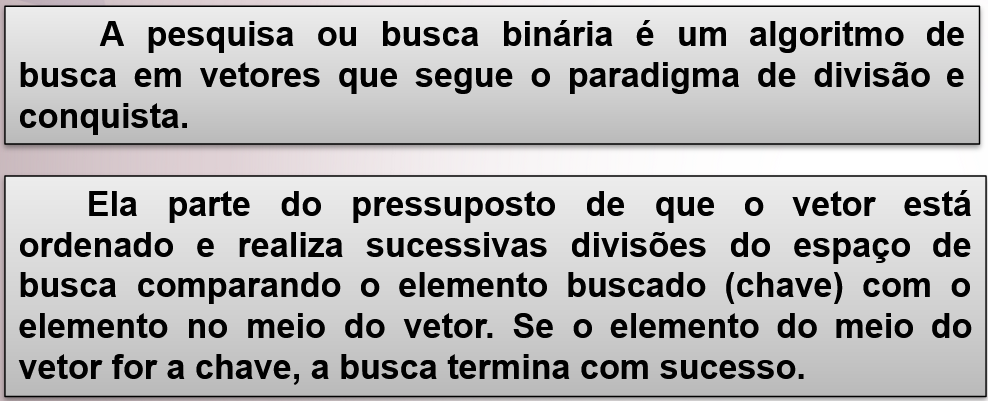 A pesquisa ou busca binária é um algoritmo de
busca em vetores que segue o paradigma de divisão e
conquista.
Ela parte do pressuposto de que o vetor está
ordenado e realiza sucessivas divisões do espaço de
busca comparando o elemento buscado (chave) com o
elemento no meio do vetor. Se o elemento do meio do
vetor for a chave, a busca termina com sucesso.